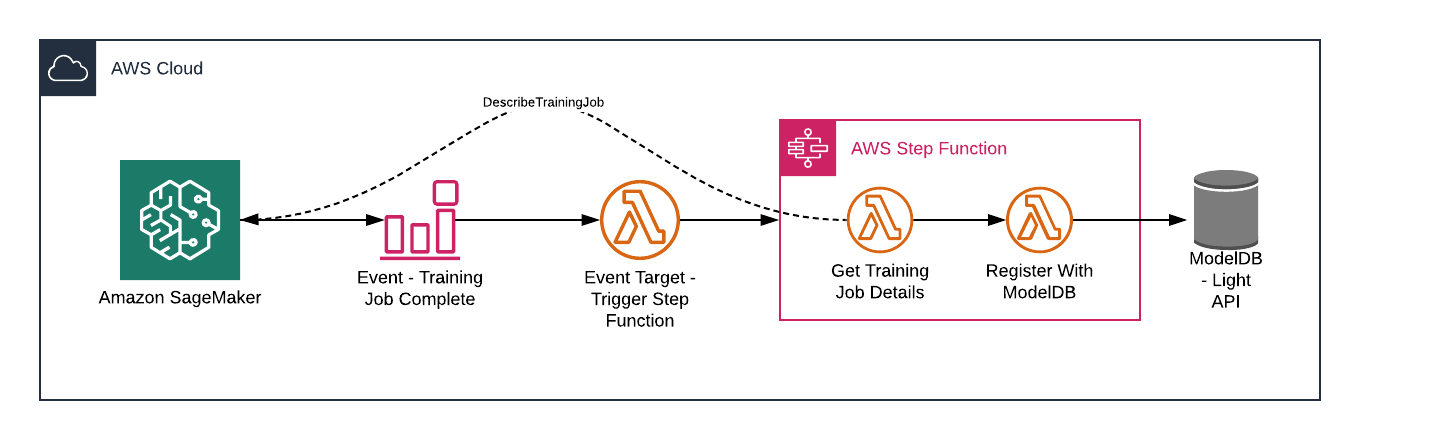 AWS Cloud
DescribeTrainingJob
AWS Step Function
Amazon SageMaker
Event - Training
Job Complete
Event Target -
Trigger Step
Function
Get Training
Job Details
Register With
ModelDB
ModelDB
- Light
API